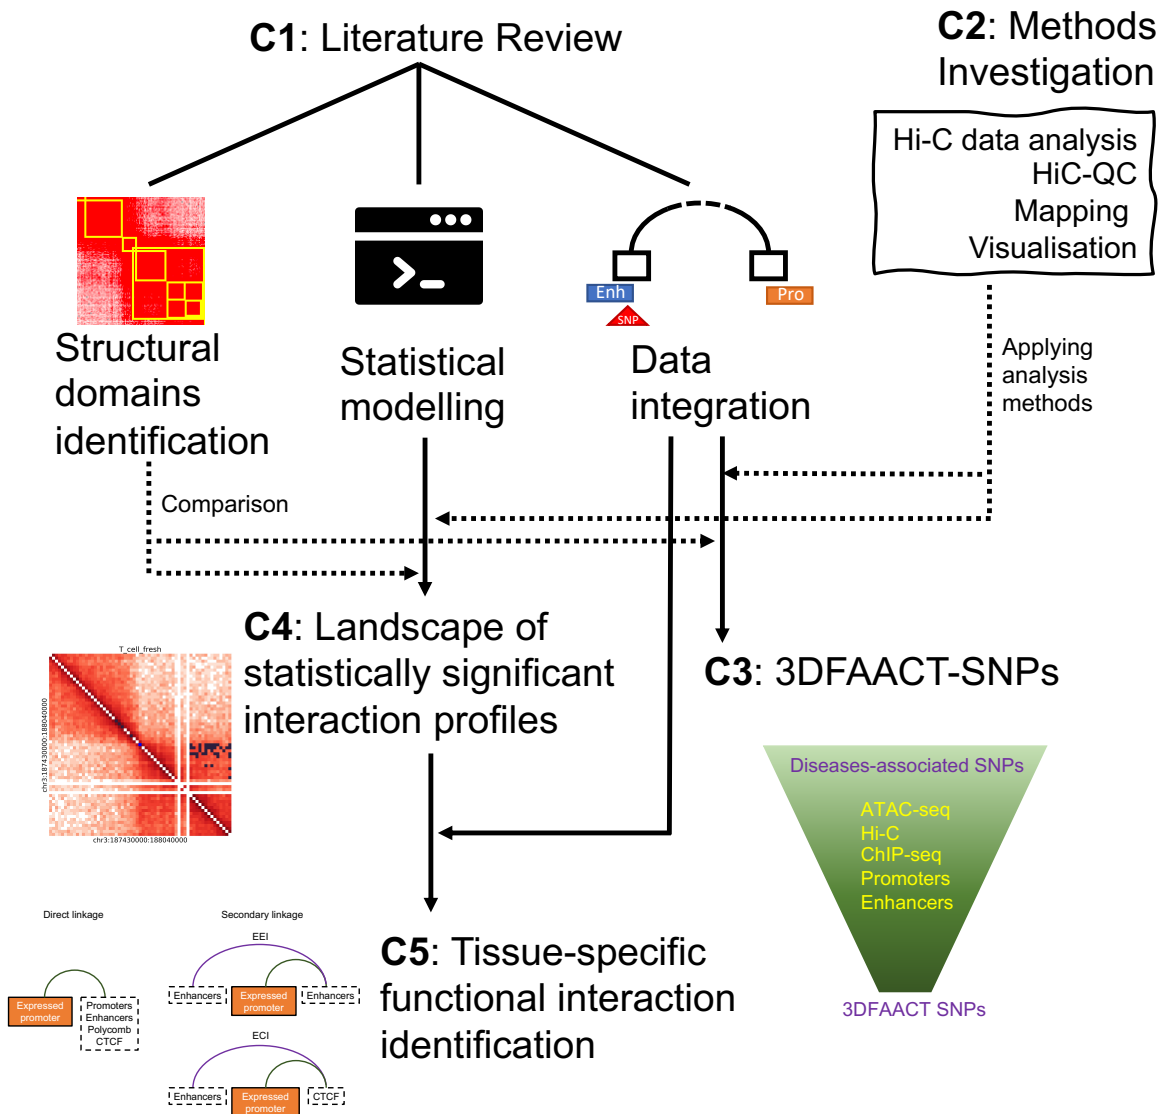 C1: Literature Review
C2: Methods
Investigation
Hi-C data analysis
HiC-QC
Mapping
Visualisation
Enh
SNP
Pro
Structural
domains
identification
Statistical
modelling
Data
integration
Applying
analysis
methods
Comparison
C4: Landscape of
statistically significant
interaction profiles
T_cell_fresh
chr3:187430000:188040000
chr3:187430000:188040000
C3: 3DFAACT-SNPs
Diseases-associated SNPs
ATAC-seq
Hi-C
ChIP-seq
Promoters
Enhancers
3DFAACT SNPs
C5: Tissue-specific
functional interaction
identification
Direct linkage
Expressed
promoter
Promoters
Enhancers
Polycomb
CTCF
Secondary linkage
EEI
Enhancers
Expressed
promoter
Enhancers
ECI
Enhancers
Expressed
promoter
CTCF